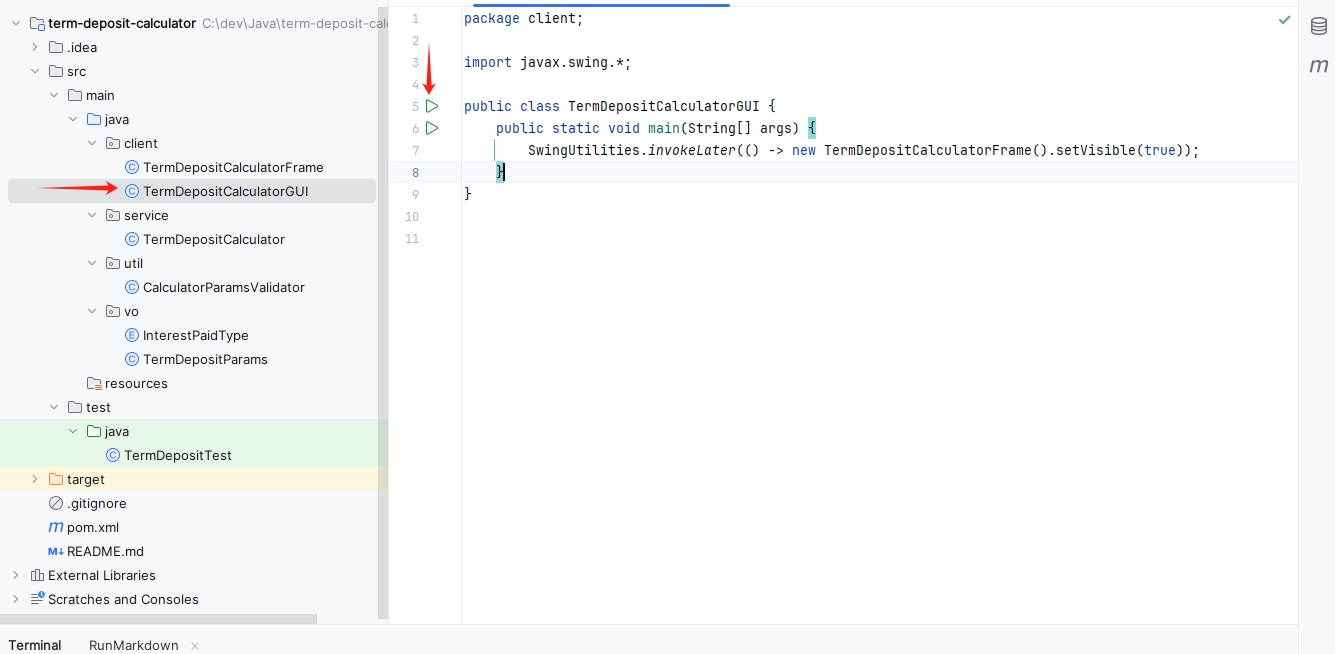 term-deposit-calculator C:\dev\Java\term-deposit-cal
.idea
src
main
java
client
TermDepositCalculatorFrame
TermDepositCalculatorGUI
service
TermDepositCalculator
util
CalculatorParamsValidator
vo
InterestPaidType
TermDepositParams
resources
test
java
TermDepositTest
target
.gitignore
pom.xml
README.md
External Libraries
Scratches and Consoles
1 package client;
2
3 import javax.swing.*;
4
5 public class TermDepositCalculatorGUI {
6 public static void main(String[] args) {
7 SwingUtilities.invokeLater(() -> new TermDepositCalculatorFrame().setVisible(true));
8 }
9 }
10
11
Terminal RunMarkdown